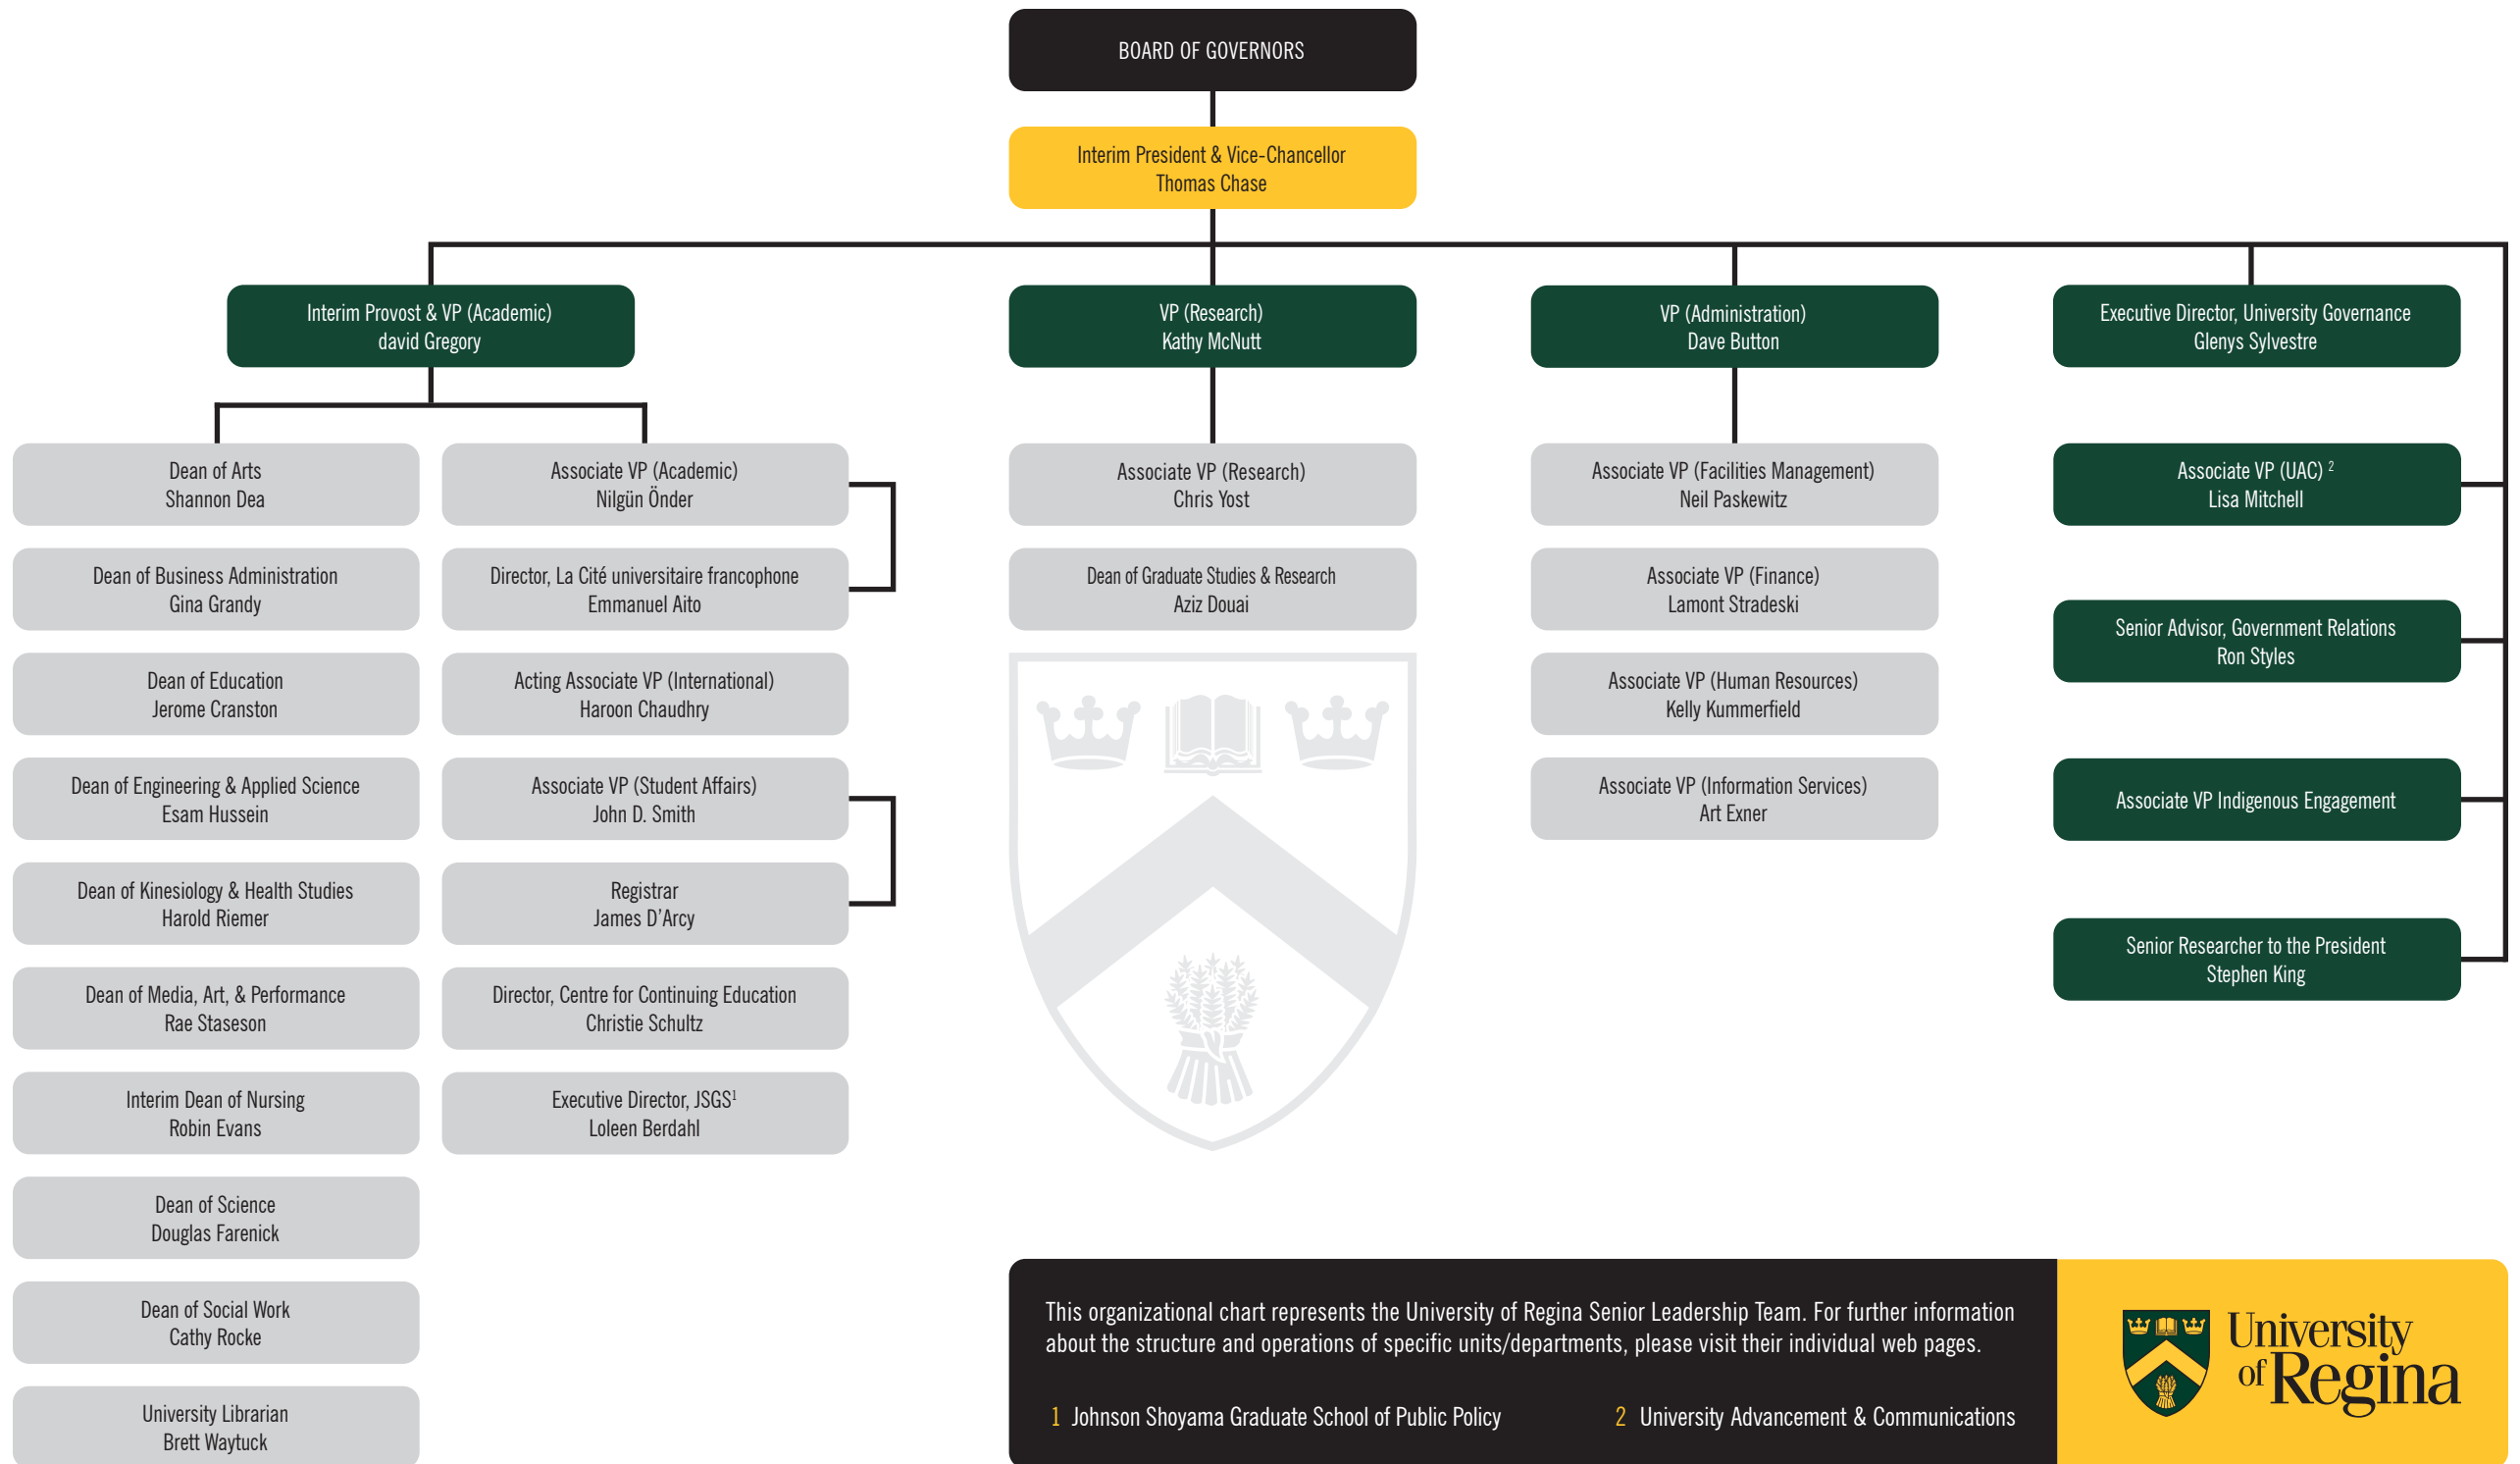 BOARD OF GOVERNORS
Interim President & Vice-Chancellor
Thomas Chase
Interim Provost & VP (Academic)
david Gregory
VP (Research)
Kathy McNutt
VP (Administration)
Dave Button
Executive Director, University Governance
Glenys Sylvestre
Dean of Arts
Shannon Dea
Dean of Business Administration
Gina Grandy
Dean of Education
Jerome Cranston
Dean of Engineering & Applied Science
Esam Hussein
Dean of Kinesiology & Health Studies
Harold Riemer
Dean of Media, Art, & Performance
Rae Staseson
Interim Dean of Nursing
Robin Evans
Dean of Science
Douglas Farenick
Dean of Social Work
Cathy Rocke
University Librarian
Brett Waytuck
Associate VP (Academic)
Nilgün Önder
Director, La Cité universitaire francophone
Emmanuel Aito
Acting Associate VP (International)
Haroon Chaudhry
Associate VP (Student Affairs)
John D. Smith
Registrar
James D’Arcy
Director, Centre for Continuing Education
Christie Schultz
Executive Director, JSGS¹
Loleen Berdahl
Associate VP (Research)
Chris Yost
Dean of Graduate Studies & Research
Aziz Douai
Associate VP (Facilities Management)
Neil Paskewitz
Associate VP (Finance)
Lamont Stradeski
Associate VP (Human Resources)
Kelly Kummerfield
Associate VP (Information Services)
Art Exner
Associate VP (UAC) ²
Lisa Mitchell
Senior Advisor, Government Relations
Ron Styles
Associate VP Indigenous Engagement
Senior Researcher to the President
Stephen King
This organizational chart represents the University of Regina Senior Leadership Team. For further information
about the structure and operations of specific units/departments, please visit their individual web pages.
1 Johnson Shoyama Graduate School of Public Policy
2 University Advancement & Communications
University
of Regina